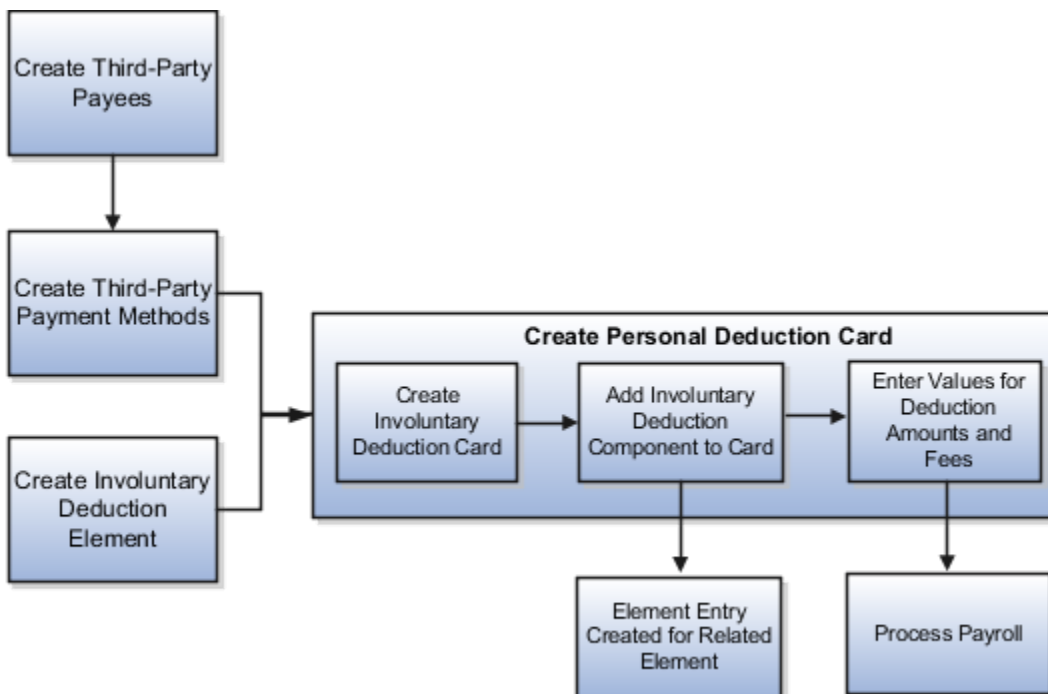 Create Third-Party
Payees
Create Third-Party
Payment Methods
Create Involuntary
Deduction
Element
Create Personal Deduction Card
Create
Involuntary
Deduction Card
Add Involuntary
Deduction
Component to Card
Enter Values for
Deduction
Amounts and
Fees
Element Entry
Created for Related
Element
Process Payroll